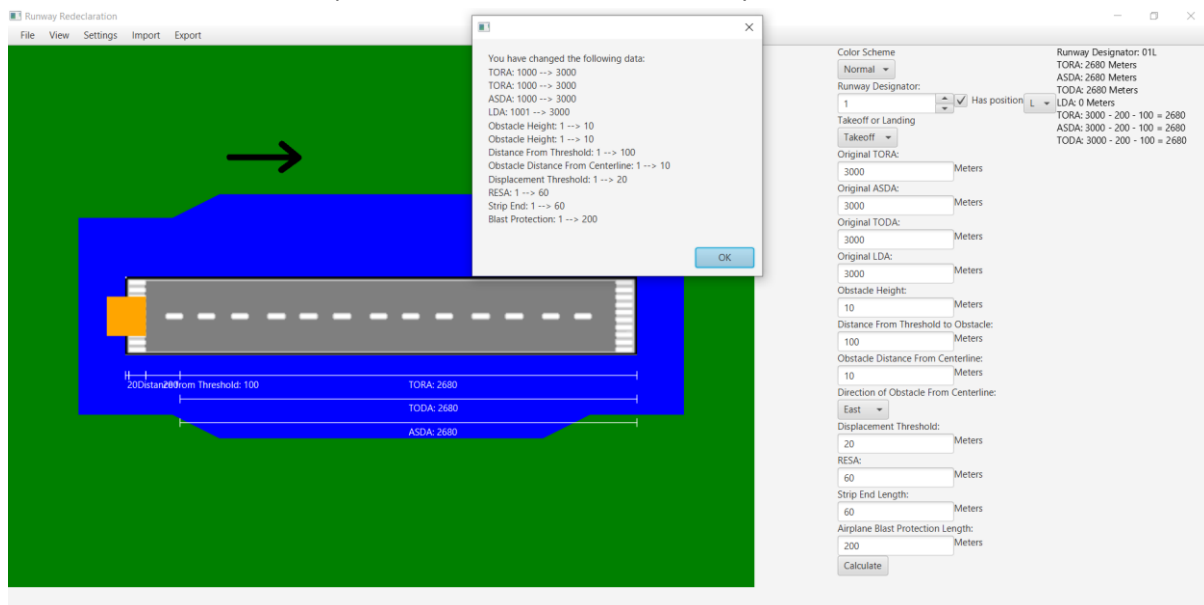 Runway Redeclaration
File View Settings Import Export
You have changed the following data:
TORA: 1000 --> 3000
TORA: 1000 --> 3000
ASDA: 1000 --> 3000
LDA: 1001 --> 3000
Obstacle Height: 1 --> 10
Obstacle Height: 1 --> 10
Distance From Threshold: 1 --> 100
Obstacle Distance From Centerline: 1 --> 10
Displacement Threshold: 1 --> 20
RESA: 1 --> 60
Strip End: 1 --> 60
Blast Protection: 1 --> 200
OK
20Distance From Threshold: 100
200
TORA: 2680
TODA: 2680
ASDA: 2680
Color Scheme
Normal
Runway Designator:
1 Has position L
Takeoff or Landing
Takeoff
Original TORA:
3000 Meters
Original ASDA:
3000 Meters
Original TODA:
3000 Meters
Original LDA:
3000 Meters
Obstacle Height:
10 Meters
Distance From Threshold to Obstacle:
100 Meters
Obstacle Distance From Centerline:
10 Meters
Direction of Obstacle From Centerline:
East
Displacement Threshold:
20 Meters
RESA:
60 Meters
Strip End Length:
60 Meters
Airplane Blast Protection Length:
200 Meters
Calculate
Runway Designator: 01L
TORA: 2680 Meters
ASDA: 2680 Meters
TODA: 2680 Meters
LDA: 0 Meters
TORA: 3000 - 200 - 100 = 2680
ASDA: 3000 - 200 - 100 = 2680
TODA: 3000 - 200 - 100 = 2680